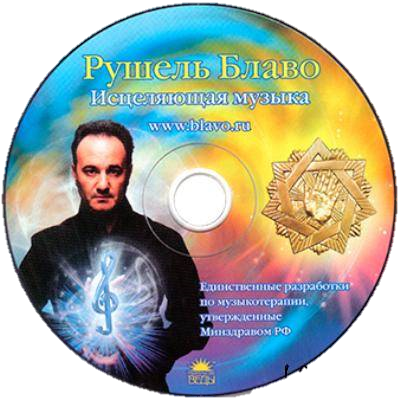 Рушель Блаво
Исцеляющая музыка
www.blavo.ru
Единственные разработки
по музыкотерапии,
утвержденные
Минздравом РФ
ВЕДЫ